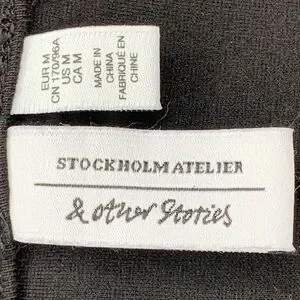 EUR M
CN 170/96A
US M
CA M
MADE IN
CHINA
FABRIQUÉ EN
CHINE
STOCKHOLM ATELIER
& other Stories